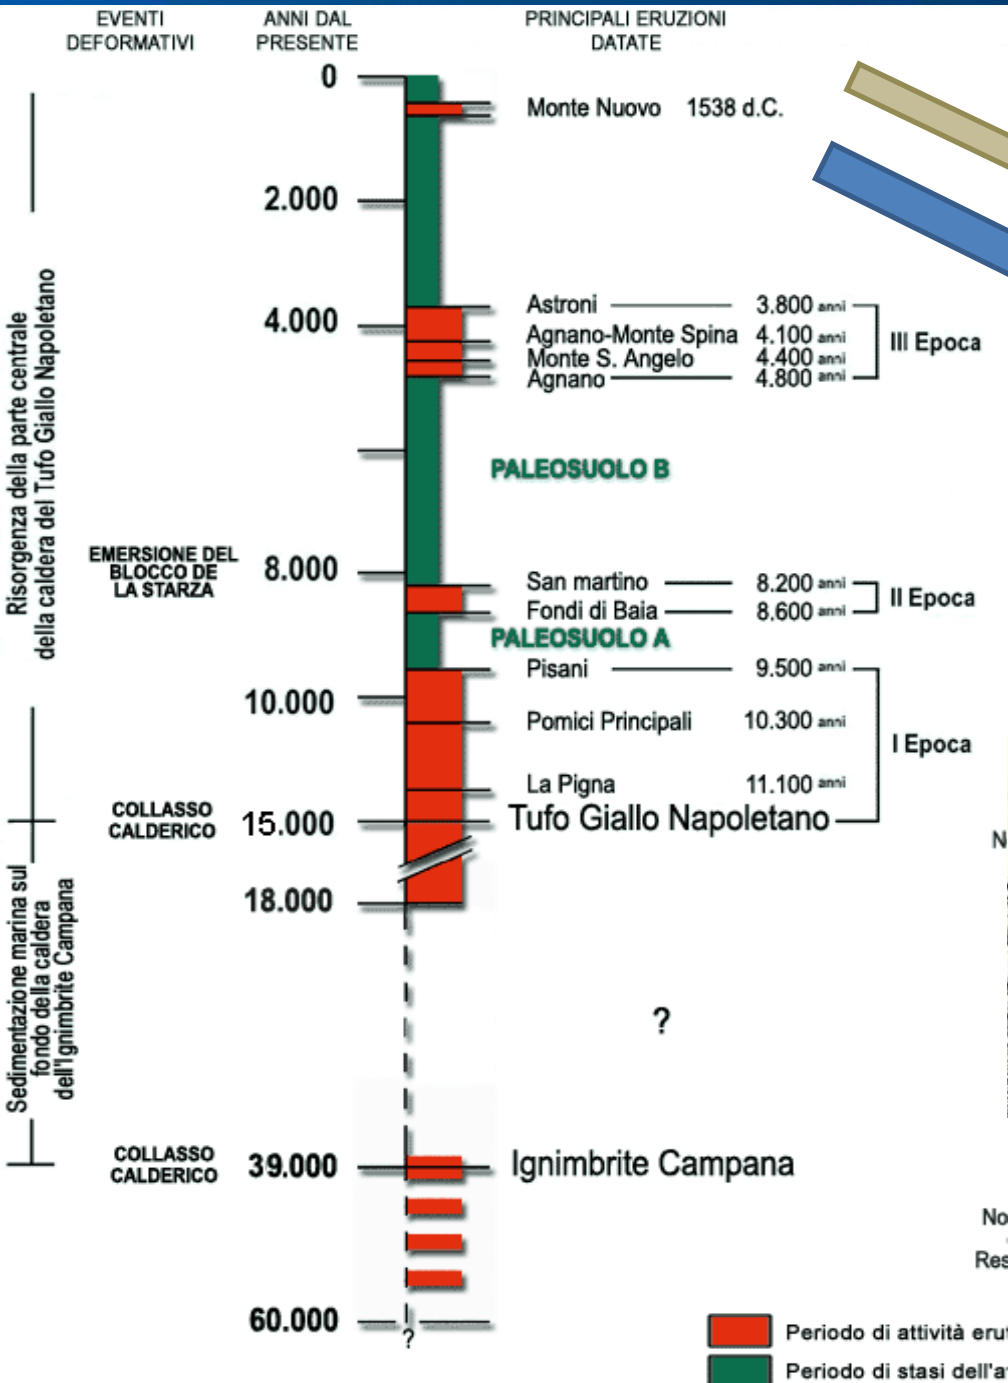 EVENTI
DEFORMATIVI
ANNI DAL
PRESENTE
PRINCIPALI ERUZIONI
DATATE
0
Monte Nuovo 1538 d.C.
2.000
Astroni 3.800 anni
4.000
Agnano-Monte Spina 4.100 anni
III Epoca
Monte S. Angelo 4.400 anni
Agnano 4.800 anni
Risorgenza della parte centrale
della caldera del Tufo Giallo Napoletano
PALEOSUOLO B
EMERSIONE DEL
BLOCCO DE
LA STARZA
8.000
San martino 8.200 anni
II Epoca
Fondi di Baia 8.600 anni
PALEOSUOLO A
Pisani 9.500 anni
10.000
Pomici Principali 10.300 anni
I Epoca
La Pigna 11.100 anni
COLLASSO
CALDERICO
15.000
Tufo Giallo Napoletano
18.000
Sedimentazione marina sul
fondo della caldera
dell'Ignimbrite Campana
?
COLLASSO
CALDERICO
39.000
Ignimbrite Campana
No
Res
60.000
?
Periodo di attività eru
Periodo di stasi dell'a